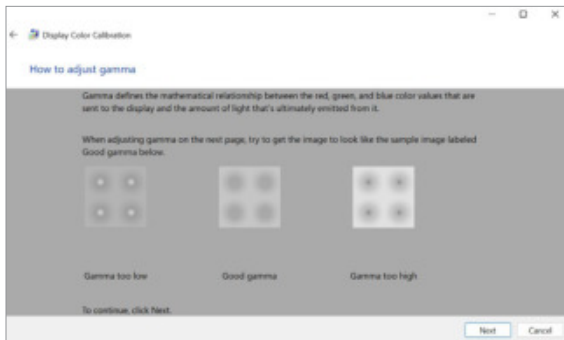 Display Color Calibration
How to adjust gamma
Gamma defines the mathematical relationship between the red, green, and blue color values that are
sent to the display and the amount of light that's ultimately emitted from it.
When adjusting gamma on the next page, try to get the image to look like the sample image labeled
Good gamma below.
Gamma too low
Good gamma
Gamma too high
To continue, click Next.
Next
Cancel